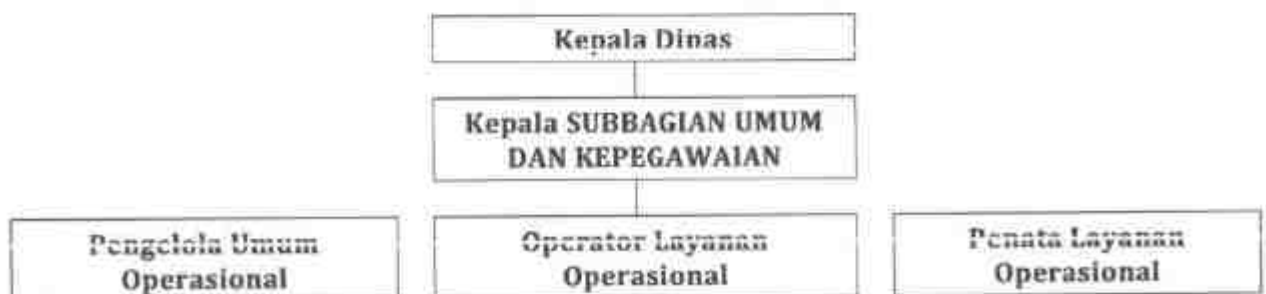 Kepala Dinas
Kepala SUBBAGIAN UMUM
DAN KEPEGAWAIAN
Pengelola Umum
Operasional
Operator Layanan
Operasional
Penata Layanan
Operasional